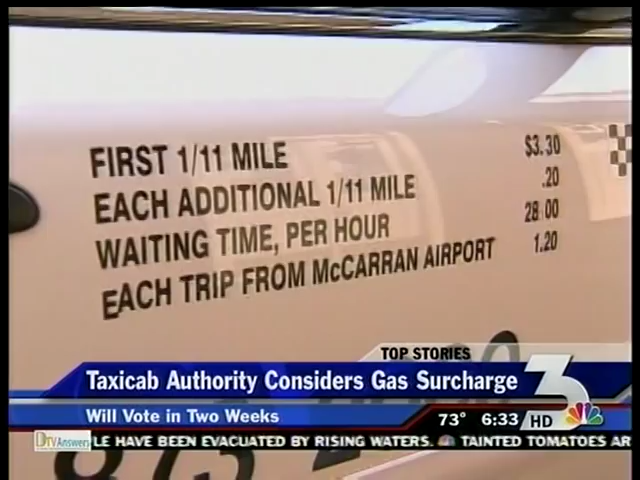 FIRST 1/11 MILE $3.30
EACH ADDITIONAL 1/11 MILE .20
WAITING TIME, PER HOUR 28.00
EACH TRIP FROM McCARRAN AIRPORT 1.20
TOP STORIES
Taxicab Authority Considers Gas Surcharge
3
Will Vote in Two Weeks
73° 6:33 HD
DTV Answers LE HAVE BEEN EVACUATED BY RISING WATERS. TAINTED TOMATOES AR